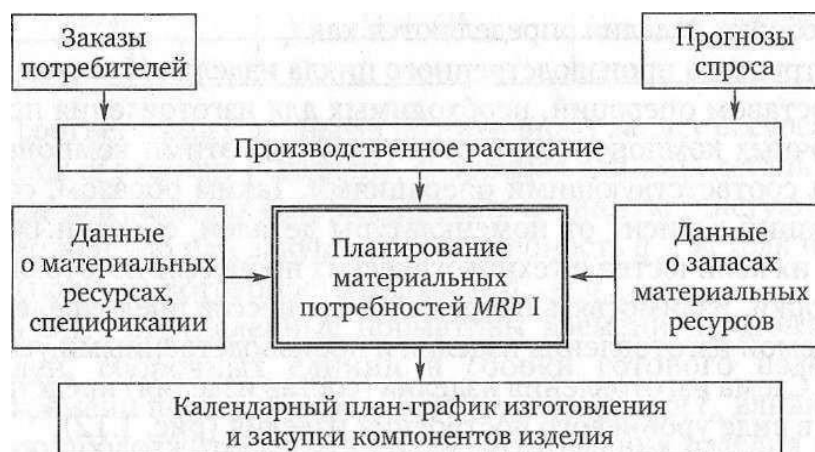 Заказы
потребителей
Прогнозы
спроса
Производственное расписание
Данные
о материальных
ресурсах,
спецификации
Планирование
материальных
потребностей MRP I
Данные
о запасах
материальных
ресурсов
Календарный план-график изготовления
и закупки компонентов изделия